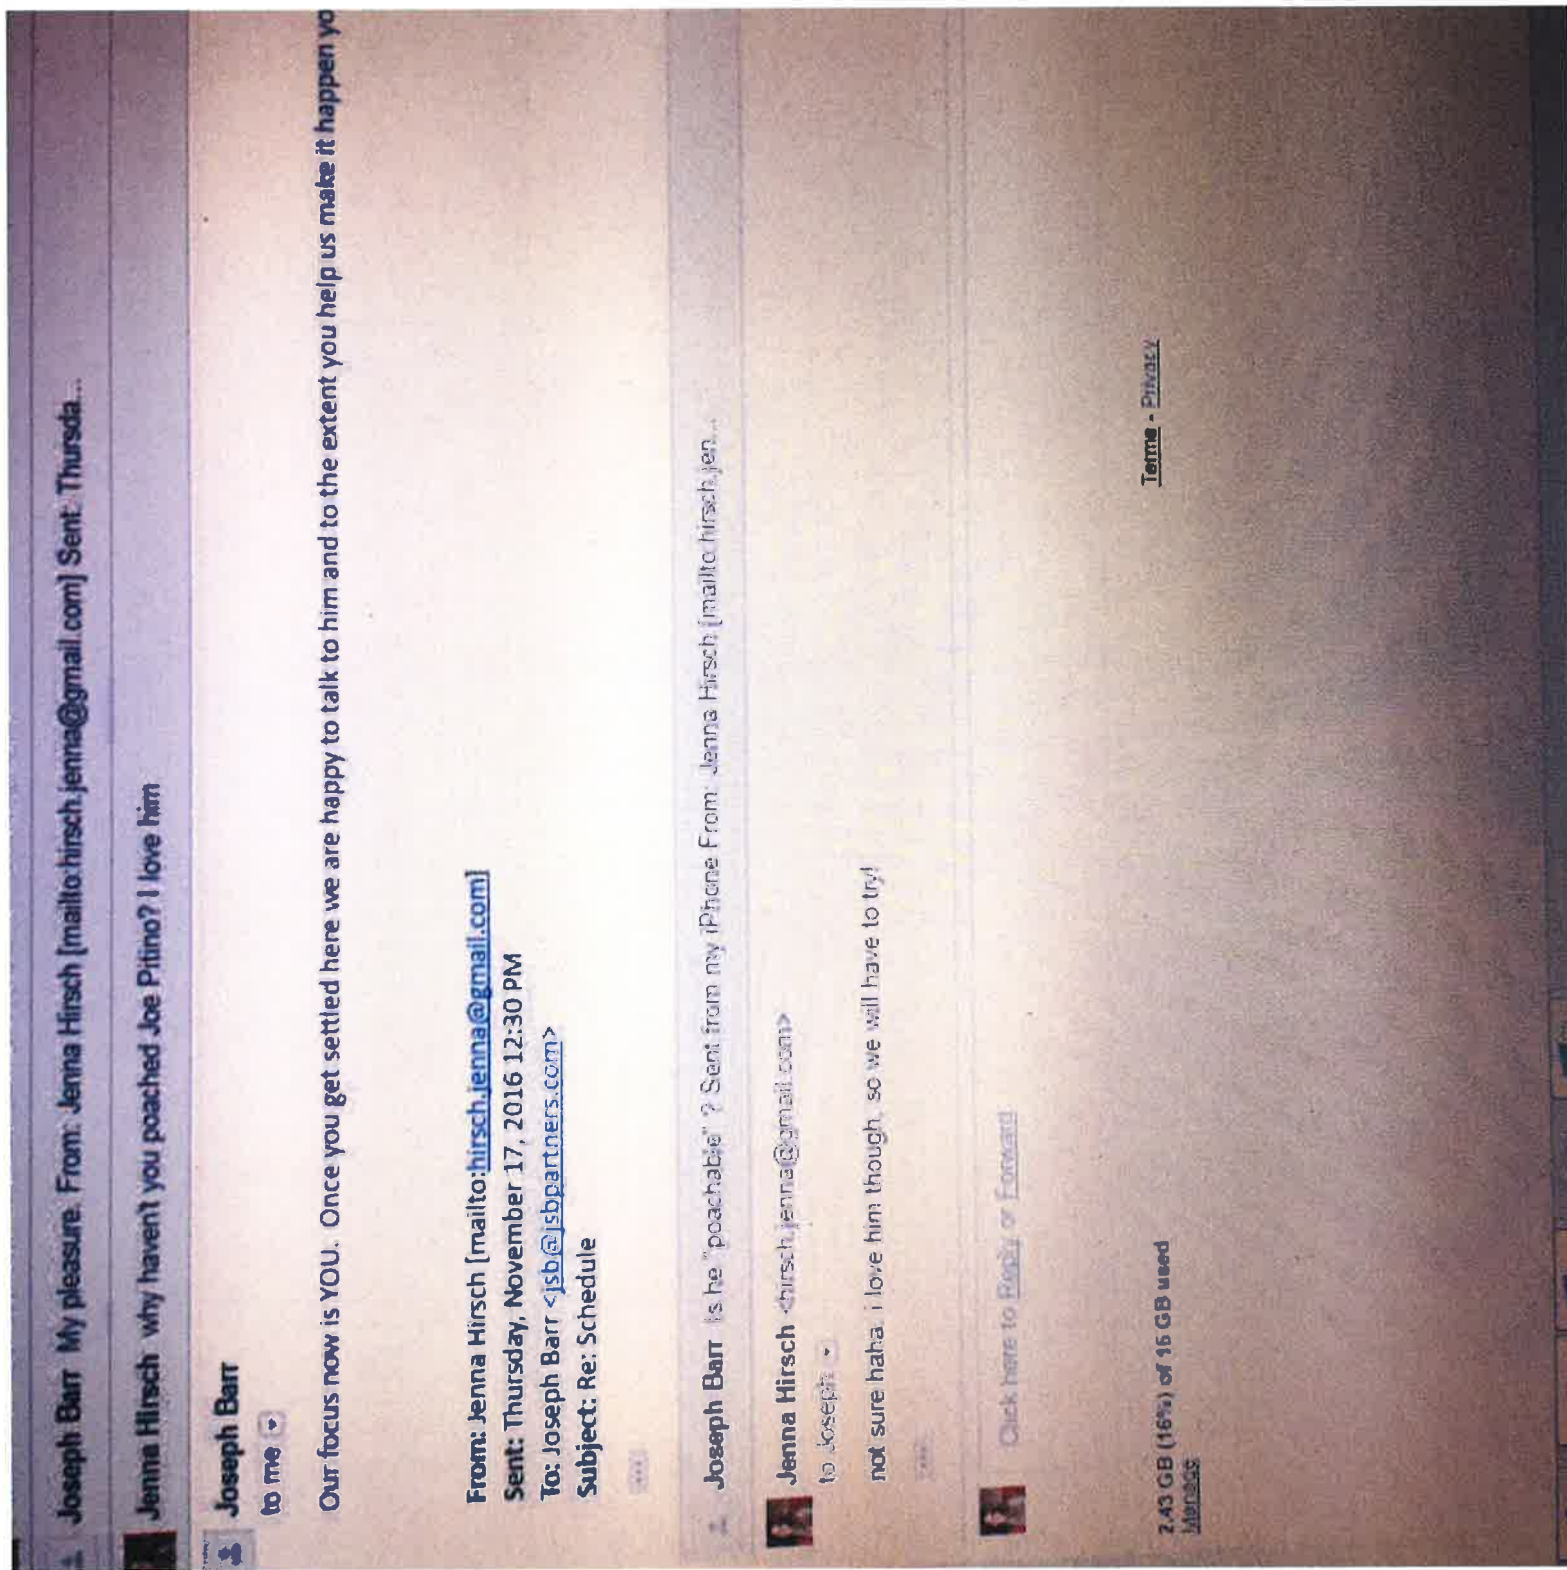 Joseph Barr My pleasure. From: Jenna Hirsch [mailto:hirsch.jenna@gmail.com] Sent: Thursda...
Jenna Hirsch why haven't you poached Joe Pitino? I love him
Joseph Barr
to me
Our focus now is YOU. Once you get settled here we are happy to talk to him and to the extent you help us make it happen yo
From: Jenna Hirsch [mailto:hirsch.jenna@gmail.com]
Sent: Thursday, November 17, 2016 12:30 PM
To: Joseph Barr <jsb@jsbpartners.com>
Subject: Re: Schedule
Joseph Barr is he "poachable" ? Sent from my iPhone From: Jenna Hirsch [mailto:hirsch.jen...
Jenna Hirsch <hirsch.jenna@gmail.com>
to Joseph
not sure haha. i love him though, so we will have to try!
Click here to Reply or Forward
2.43 GB (16%) of 15 GB used
Manage
Terms - Privacy